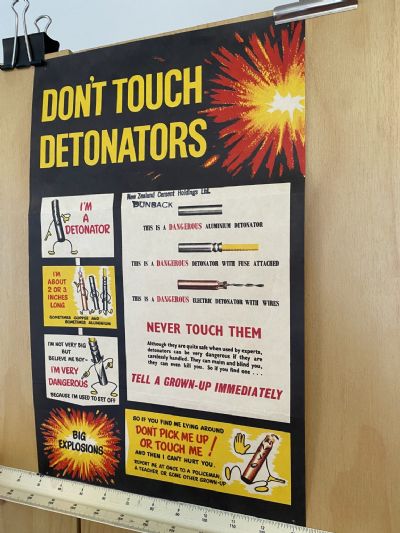 DON'T TOUCH
DETONATORS
New Zealand Cement Holdings Ltd.
DUNBACK
I'M
A
DETONATOR
THIS IS A DANGEROUS ALUMINIUM DETONATOR
THIS IS A DANGEROUS DETONATOR WITH FUSE ATTACHED
I'M
ABOUT
2 OR 3
INCHES
LONG
SOMETIMES COPPER AND
SOMETIMES ALUMINIUM
THIS IS A DANGEROUS ELECTRIC DETONATOR WITH WIRES
NEVER TOUCH THEM
Although they are quite safe when used by experts,
detonators can be very dangerous if they are
carelessly handled. They can maim and blind you,
they can even kill you. So if you find one . . .
TELL A GROWN-UP IMMEDIATELY
I'M NOT VERY BIG
BUT
BELIEVE ME BOY-
I'M VERY
DANGEROUS
BECAUSE I'M USED TO SET OFF
BIG
EXPLOSIONS
SO IF YOU FIND ME LYING AROUND
DONT PICK ME UP!
OR TOUCH ME!
AND THEN I CAN'T HURT YOU.
REPORT ME AT ONCE TO A POLICEMAN,
A TEACHER, OR SOME OTHER GROWN-UP